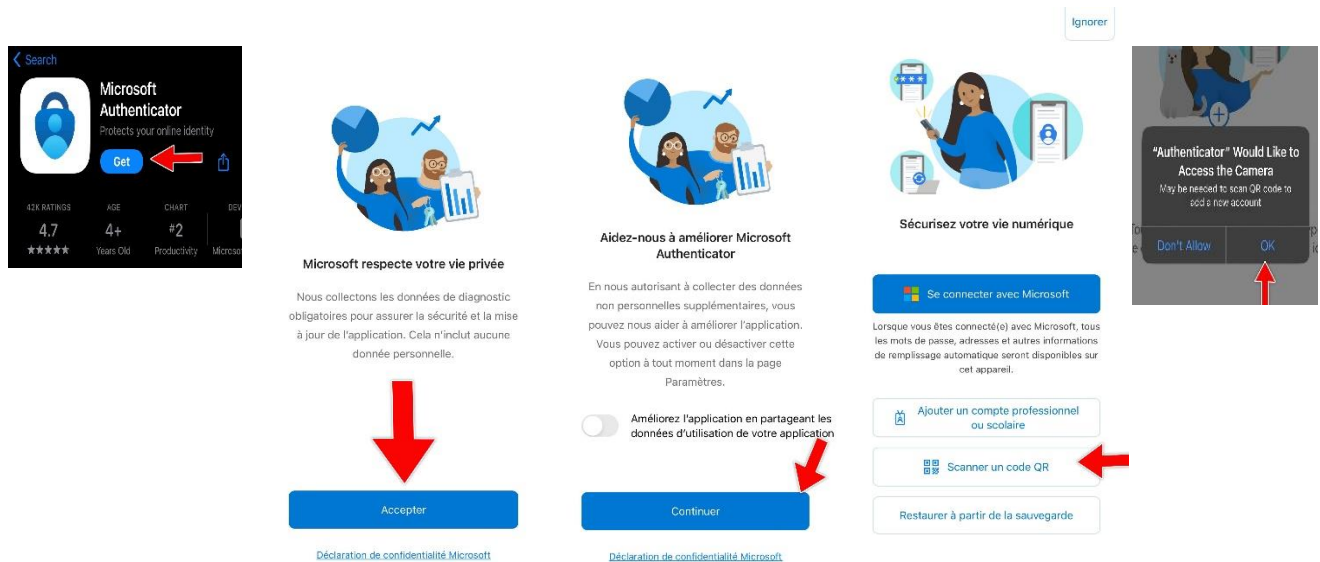 Search
Microsoft
Authenticator
Protects your online identity
Get
42K RATINGS
4.7
★★★★★
AGE
4+
Years Old
CHART
#2
Productivity
Microsoft respecte votre vie privée
Nous collectons les données de diagnostic
obligatoires pour assurer la sécurité et la mise
à jour de l'application. Cela n'inclut aucune
donnée personnelle.
Accepter
Déclaration de confidentialité Microsoft
Aidez-nous à améliorer Microsoft
Authenticator
En nous autorisant à collecter des données
non personnelles supplémentaires, vous
pouvez nous aider à améliorer l'application.
Vous pouvez activer ou désactiver cette
option à tout moment dans la page
Paramètres.
Améliorez l'application en partageant les
données d'utilisation de votre application
Continuer
Déclaration de confidentialité Microsoft
Ignorer
Sécurisez votre vie numérique
Se connecter avec Microsoft
Lorsque vous êtes connecté(e) avec Microsoft, tous
les mots de passe, adresses et autres informations
de remplissage automatique seront disponibles sur
cet appareil.
Ajouter un compte professionnel
ou scolaire
Scanner un code QR
Restaurer à partir de la sauvegarde
"Authenticator" Would Like to
Access the Camera
May be needed to scan QR code to
add a new account
Don't Allow
OK